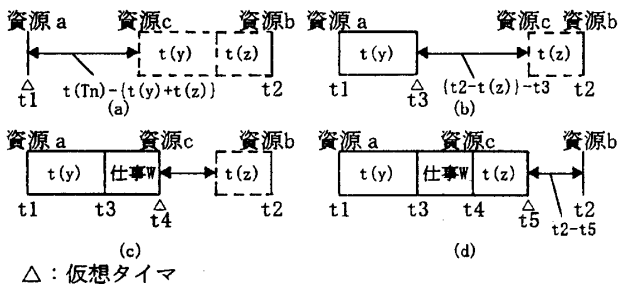 資源a 資源c 資源b
t(y) t(z)
t1 t(Tn)-{t(y)+t(z)} t2
(a)
資源a 資源c 資源b
t(y) t(z)
t1 t3 {t2-t(z)}-t3 t2
(b)
資源a 資源c 資源b
t(y) 仕事W t(z)
t1 t3 t4 t2
(c)
資源a 資源c 資源b
t(y) 仕事W t(z)
t1 t3 t4 t5 t2
t2-t5
(d)
△：仮想タイマ